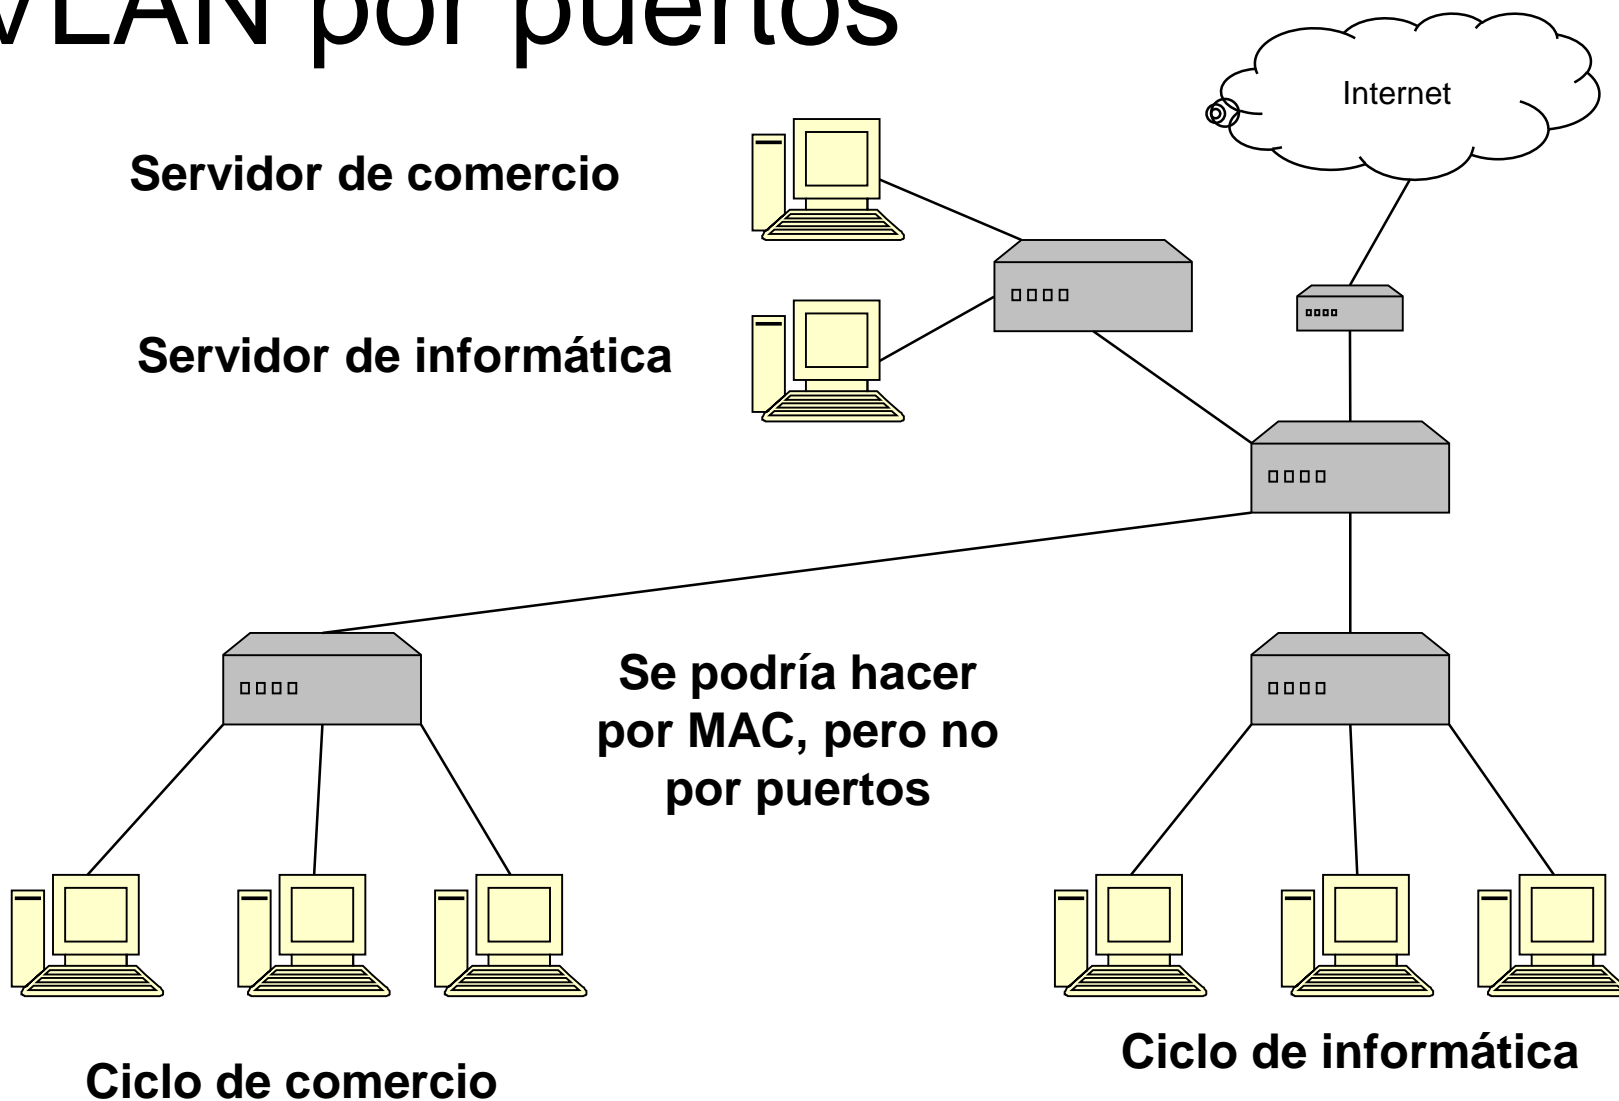 VLAN por puertos
Internet
Servidor de comercio
Servidor de informática
Se podría hacer
por MAC, pero no
por puertos
Ciclo de informática
Ciclo de comercio